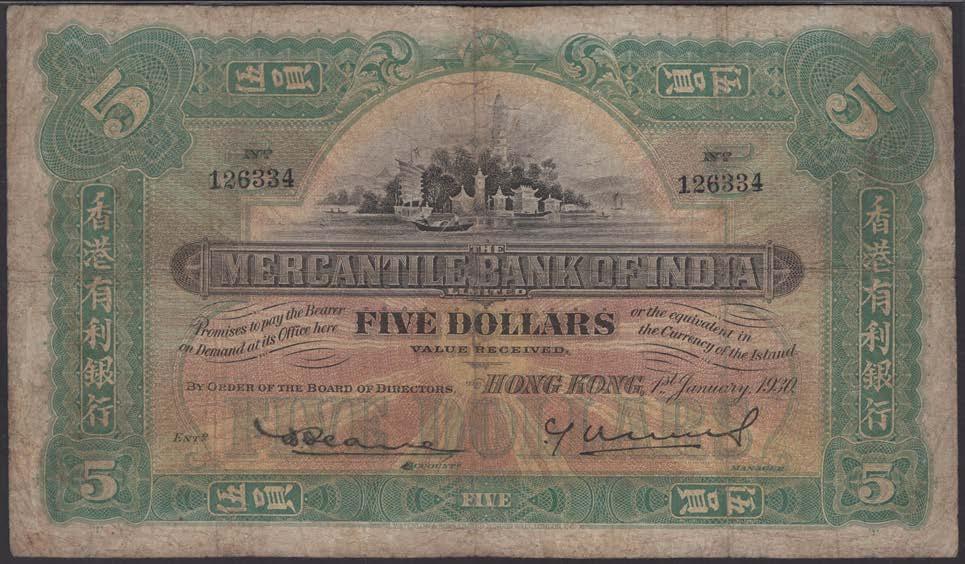 5
伍員
FIVE
員伍
5
Nº
126334
Nº
126334
香港有利銀行
香港有利銀行
THE
MERCANTILE BANK OF INDIA
LIMITED
Promises to pay the Bearer
on Demand at its Office here
FIVE DOLLARS
or the equivalent in
the Currency of the Island.
VALUE RECEIVED.
BY ORDER OF THE BOARD OF DIRECTORS,
HONG KONG, 1st January, 1930.
FIVE DOLLARS
ENTD
ACCOUNTT
MANAGER
5
伍員
FIVE
員伍
5